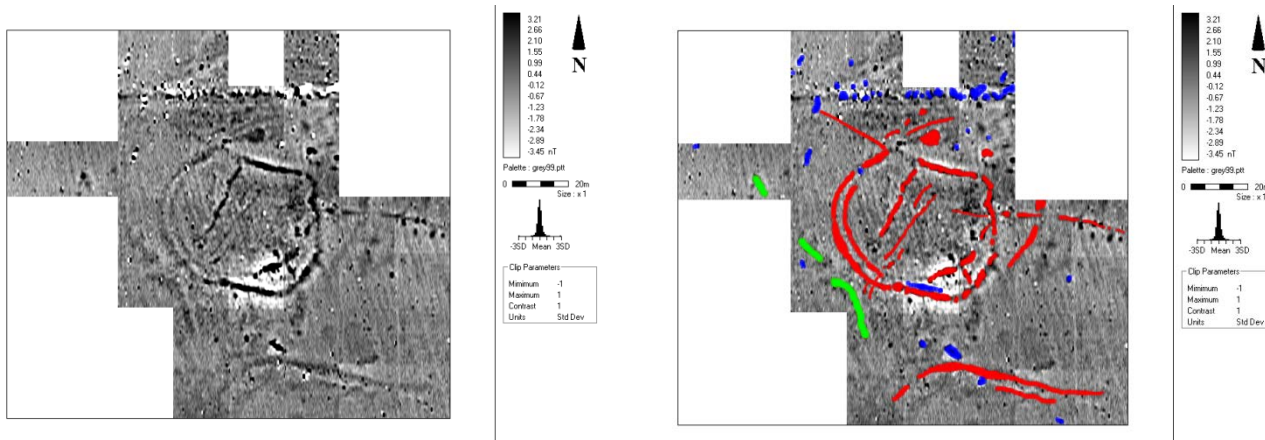 3.21
2.66
2.10
1.55
0.99
0.44
-0.12
-0.67
-1.23
-1.78
-2.34
-2.89
-3.45 nT
N
Palette : grey99.ptt
0 20m
Size : x 1
-3SD Mean 3SD
Clip Parameters
Minimum -1
Maximum 1
Contrast 1
Units Std Dev
3.21
2.66
2.10
1.55
0.99
0.44
-0.12
-0.67
-1.23
-1.78
-2.34
-2.89
-3.45 nT
N
Palette : grey99.ptt
0 20m
Size : x 1
-3SD Mean 3SD
Clip Parameters
Minimum -1
Maximum 1
Contrast 1
Units Std Dev